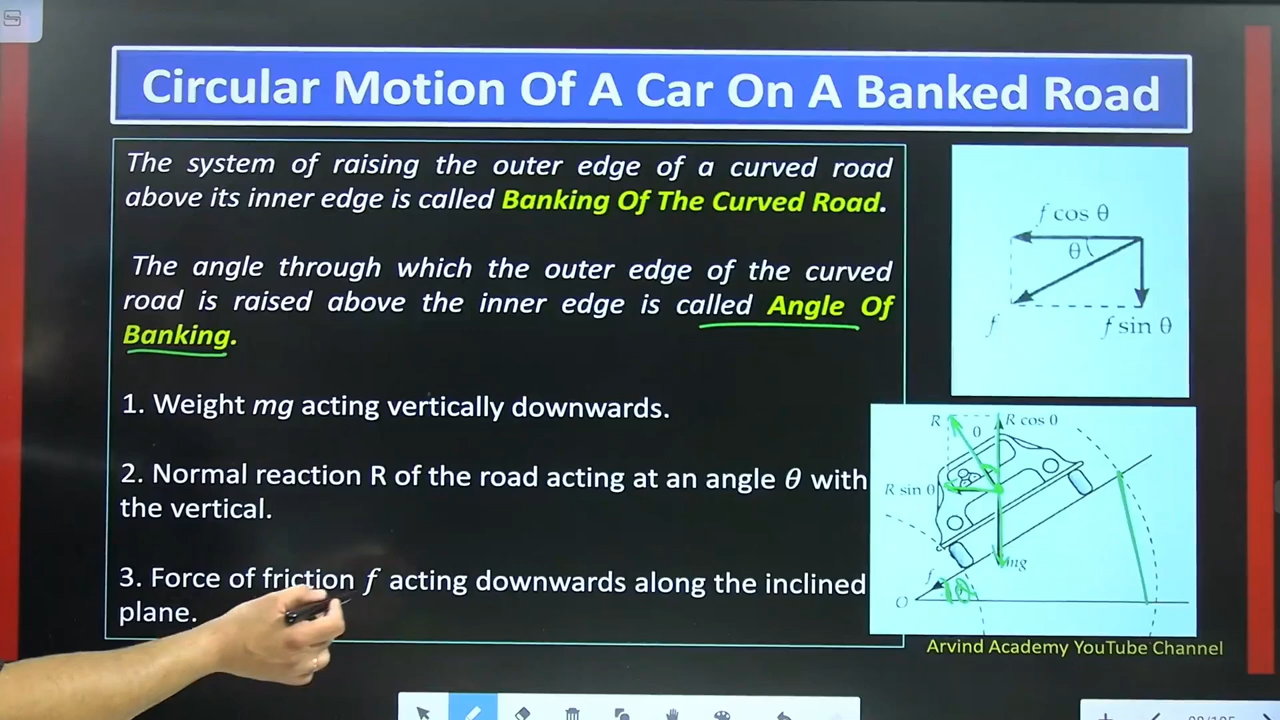 Circular Motion Of A Car On A Banked Road
The system of raising the outer edge of a curved road
above its inner edge is called Banking Of The Curved Road.
The angle through which the outer edge of the curved
road is raised above the inner edge is called Angle Of
Banking.
1. Weight mg acting vertically downwards.
2. Normal reaction R of the road acting at an angle θ with
the vertical.
3. Force of friction f acting downwards along the inclined
plane.
f cos θ
θ
f
f sin θ
R
θ
R cos θ
R sin θ
mg
f
θ
O
Arvind Academy YouTube Channel